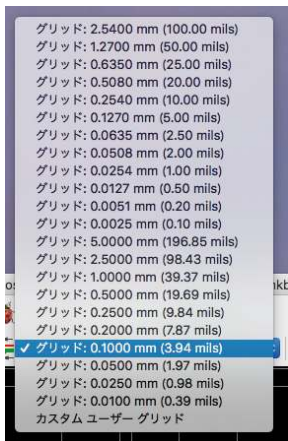 グリッド: 2.5400 mm (100.00 mils)
グリッド: 1.2700 mm (50.00 mils)
グリッド: 0.6350 mm (25.00 mils)
グリッド: 0.5080 mm (20.00 mils)
グリッド: 0.2540 mm (10.00 mils)
グリッド: 0.1270 mm (5.00 mils)
グリッド: 0.0635 mm (2.50 mils)
グリッド: 0.0508 mm (2.00 mils)
グリッド: 0.0254 mm (1.00 mils)
グリッド: 0.0127 mm (0.50 mils)
グリッド: 0.0051 mm (0.20 mils)
グリッド: 0.0025 mm (0.10 mils)
グリッド: 5.0000 mm (196.85 mils)
グリッド: 2.5000 mm (98.43 mils)
グリッド: 1.0000 mm (39.37 mils)
グリッド: 0.5000 mm (19.69 mils)
グリッド: 0.2500 mm (9.84 mils)
グリッド: 0.2000 mm (7.87 mils)
✓ グリッド: 0.1000 mm (3.94 mils)
グリッド: 0.0500 mm (1.97 mils)
グリッド: 0.0250 mm (0.98 mils)
グリッド: 0.0100 mm (0.39 mils)
カスタム ユーザー グリッド